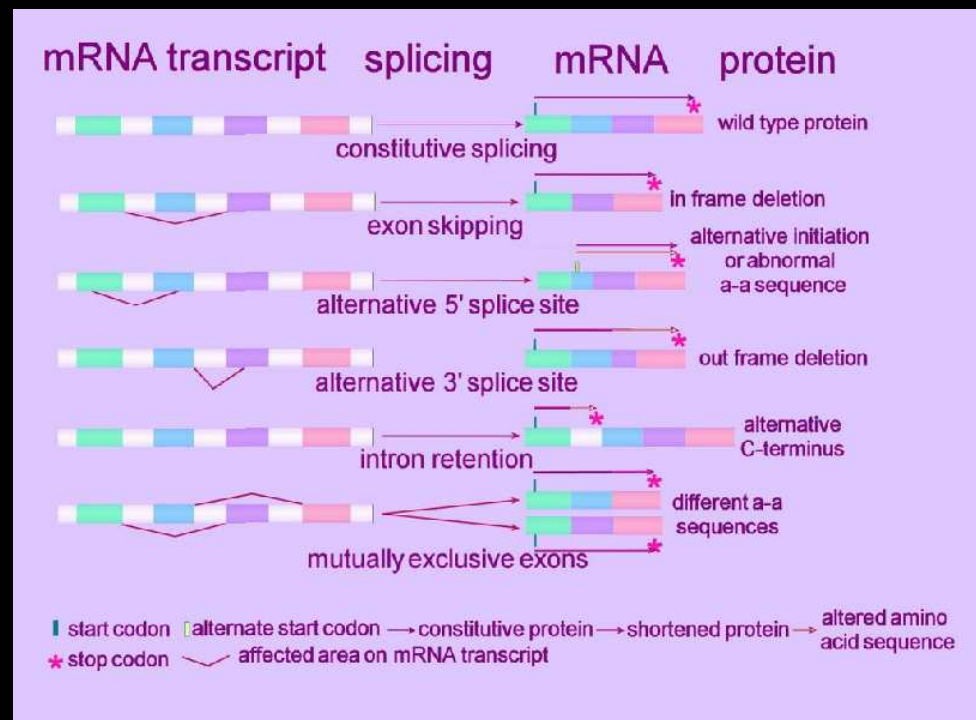 mRNA transcript splicing mRNA protein
wild type protein
constitutive splicing
in frame deletion
exon skipping
alternative initiation
or abnormal
a-a sequence
alternative 5' splice site
out frame deletion
alternative 3' splice site
alternative
C-terminus
intron retention
different a-a
sequences
mutually exclusive exons
start codon alternate start codon constitutive protein shortened protein altered amino
acid sequence
* stop codon affected area on mRNA transcript